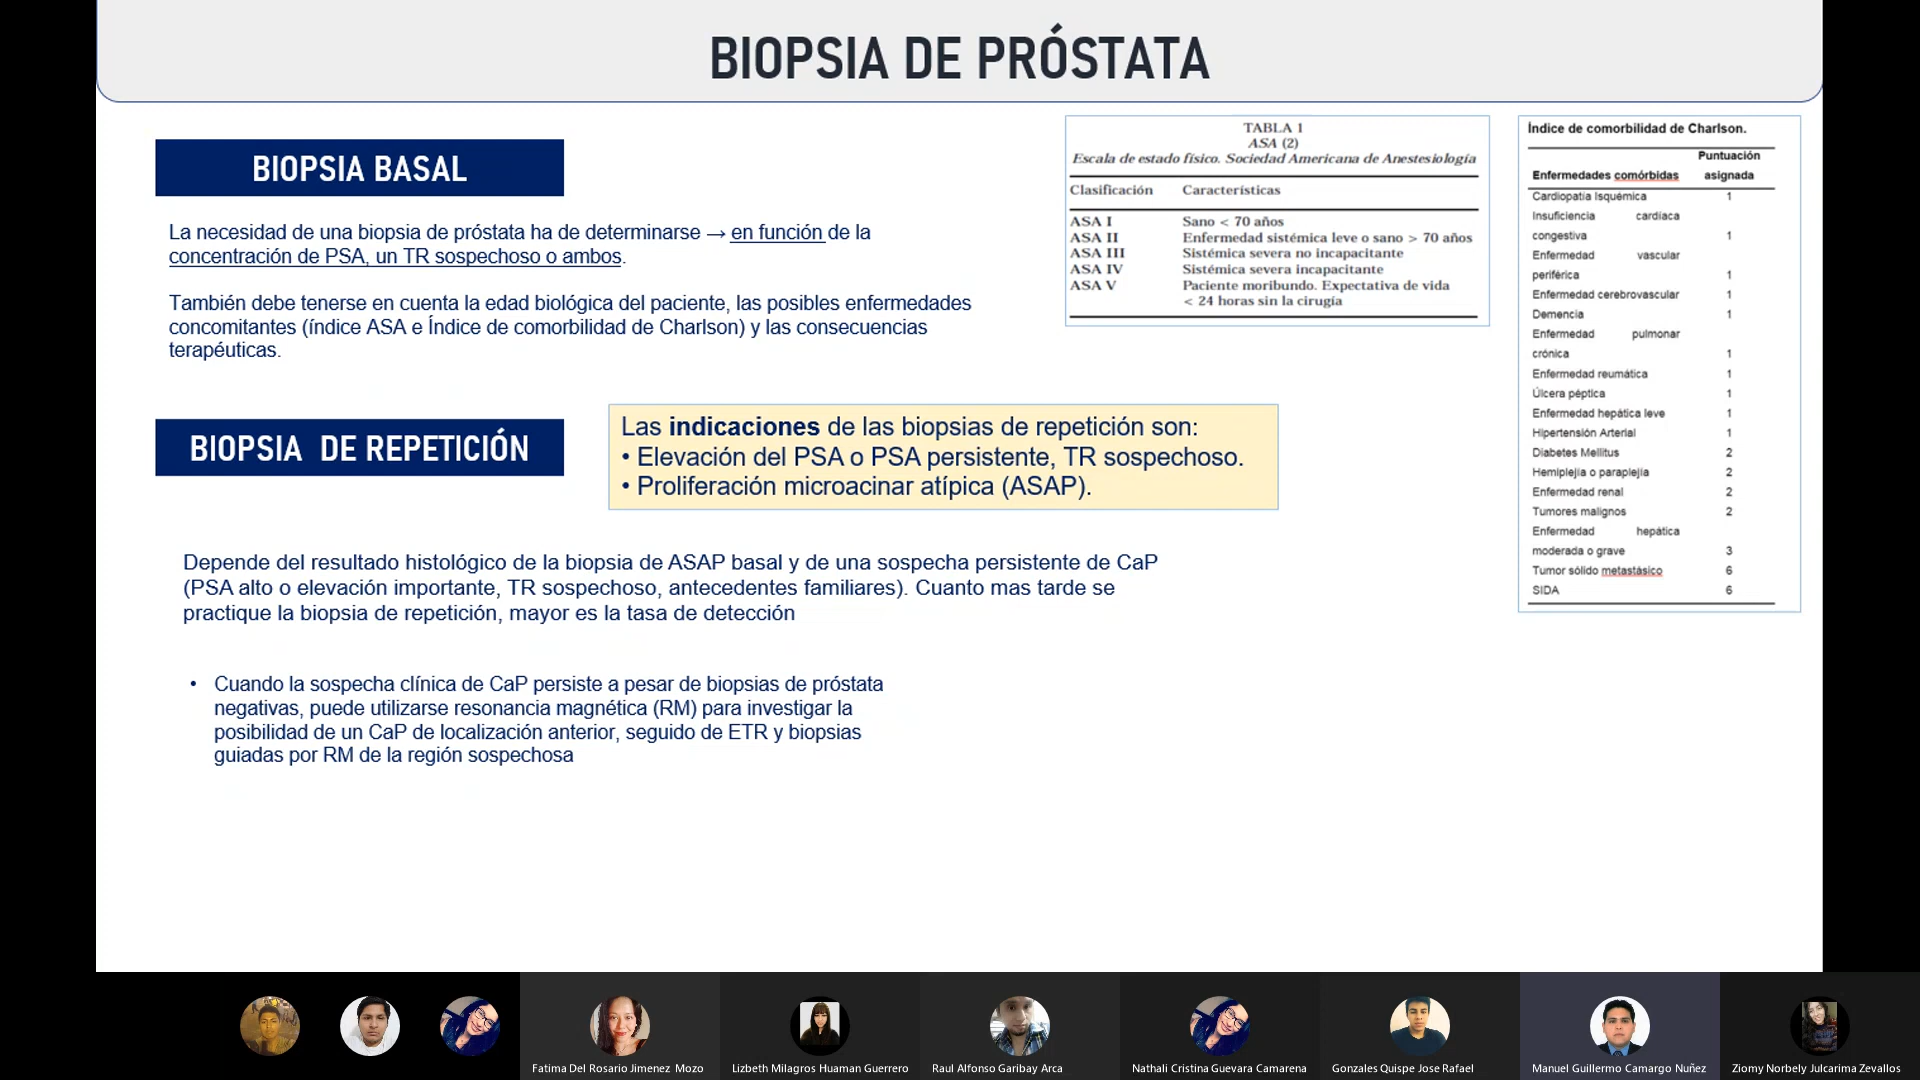 BIOPSIA DE PRÓSTATA
BIOPSIA BASAL
La necesidad de una biopsia de próstata ha de determinarse → en función de la
concentración de PSA, un TR sospechoso o ambos.
También debe tenerse en cuenta la edad biológica del paciente, las posibles enfermedades
concomitantes (índice ASA e Índice de comorbilidad de Charlson) y las consecuencias
terapéuticas.
TABLA 1
ASA (2)
Escala de estado físico. Sociedad Americana de Anestesiología
Clasificación Características
ASA I Sano < 70 años
ASA II Enfermedad sistémica leve o sano > 70 años
ASA III Sistémica severa no incapacitante
ASA IV Sistémica severa incapacitante
ASA V Paciente moribundo. Expectativa de vida
< 24 horas sin la cirugía
Índice de comorbilidad de Charlson.
Puntuación
Enfermedades comórbidas asignada
Cardiopatía Isquémica 1
Insuficiencia cardíaca
congestiva 1
Enfermedad vascular
periférica 1
Enfermedad cerebrovascular 1
Demencia 1
Enfermedad pulmonar
crónica 1
Enfermedad reumática 1
Úlcera péptica 1
Enfermedad hepática leve 1
Hipertensión Arterial 1
Diabetes Mellitus 2
Hemiplejía o paraplejía 2
Enfermedad renal 2
Tumores malignos 2
Enfermedad hepática
moderada o grave 3
Tumor sólido metastásico 6
SIDA 6
BIOPSIA DE REPETICIÓN
Las indicaciones de las biopsias de repetición son:
• Elevación del PSA o PSA persistente, TR sospechoso.
• Proliferación microacinar atípica (ASAP).
Depende del resultado histológico de la biopsia de ASAP basal y de una sospecha persistente de CaP
(PSA alto o elevación importante, TR sospechoso, antecedentes familiares). Cuanto mas tarde se
practique la biopsia de repetición, mayor es la tasa de detección
• Cuando la sospecha clínica de CaP persiste a pesar de biopsias de próstata
negativas, puede utilizarse resonancia magnética (RM) para investigar la
posibilidad de un CaP de localización anterior, seguido de ETR y biopsias
guiadas por RM de la región sospechosa
Fatima Del Rosario Jimenez Mozo
Lizbeth Milagros Huaman Guerrero
Raul Alfonso Garibay Arca
Nathali Cristina Guevara Camarena
Gonzales Quispe Jose Rafael
Manuel Guillermo Camargo Nuñez
Ziomy Norbely Julcarima Zevallos